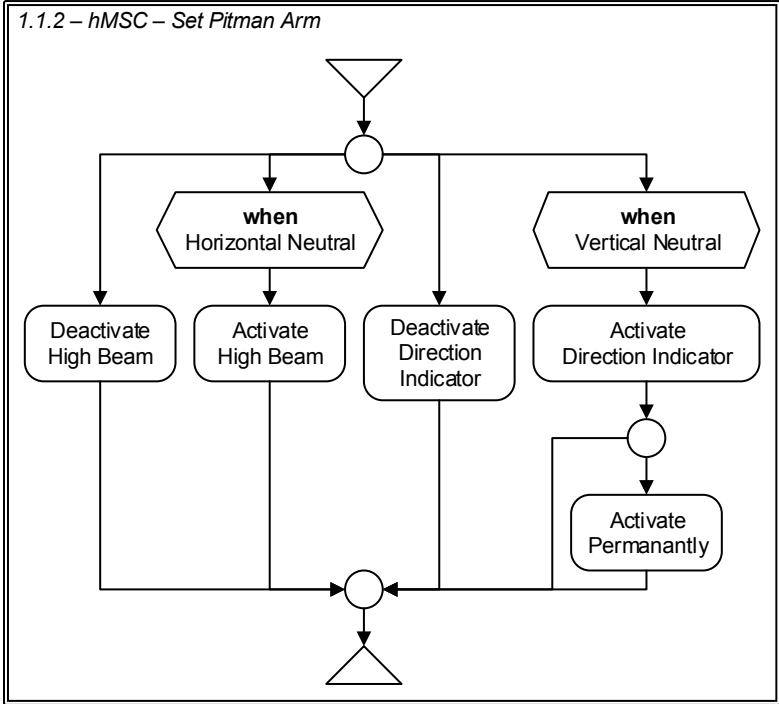 1.1.2 – hMSC – Set Pitman Arm
when
Horizontal Neutral
when
Vertical Neutral
Deactivate
High Beam
Activate
High Beam
Deactivate
Direction
Indicator
Activate
Direction Indicator
Activate
Permanantly